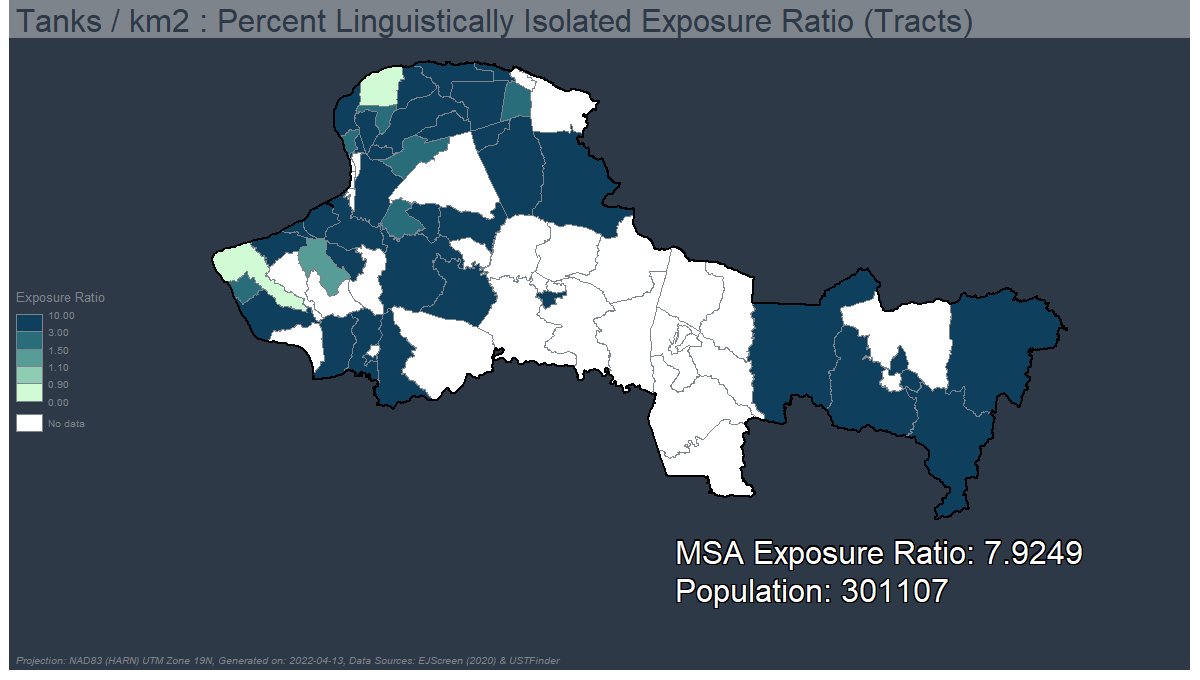 Tanks / km2 : Percent Linguistically Isolated Exposure Ratio (Tracts)
Exposure Ratio
10.00
3.00
1.50
1.10
0.90
0.00
No data
MSA Exposure Ratio: 7.9249
Population: 301107
Projection: NAD83 (HARN) UTM Zone 19N, Generated on: 2022-04-13, Data Sources: EJScreen (2020) & USTFinder